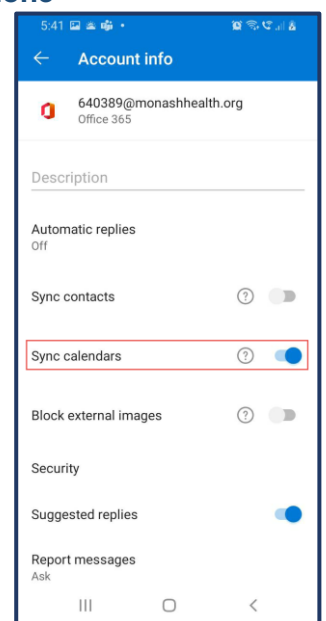 5:41
Account info
640389@monashhealth.org
Office 365
Description
Automatic replies
Off
Sync contacts ?
Sync calendars ?
Block external images ?
Security
Suggested replies
Report messages
Ask